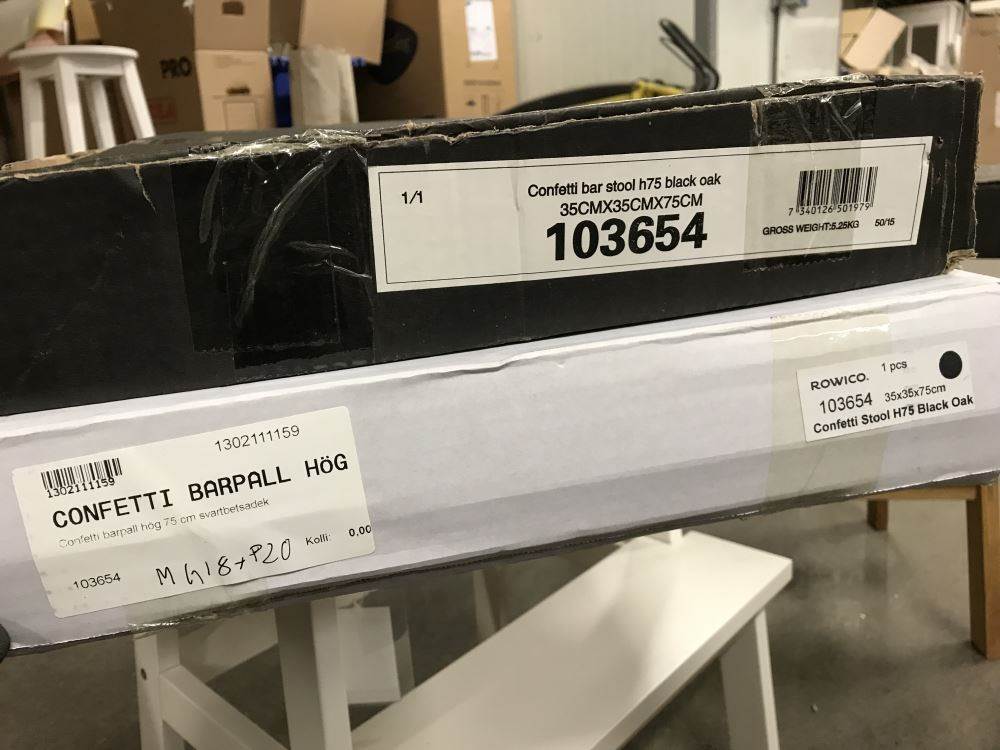 PRO
1/1
Confetti bar stool h75 black oak
35CMX35CMX75CM
103654
7 340126 501979
GROSS WEIGHT:5.25KG 50/15
ROWICO. 1 pcs
103654 35x35x75cm
Confetti Stool H75 Black Oak
1302111159
1302111159
CONFETTI BARPALL HÖG
Confetti barpall hög 75 cm svartbetsadek
103654 Kolli: 0.00